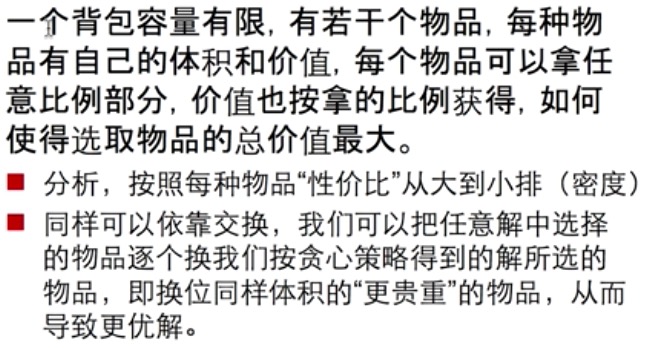 一个背包容量有限, 有若干个物品, 每种物
品有自己的体积和价值, 每个物品可以拿任
意比例部分, 价值也按拿的比例获得, 如何
使得选取物品的总价值最大。
分析，按照每种物品“性价比”从大到小排（密度）
同样可以依靠交换，我们可以把任意解中选择
的物品逐个换我们按贪心策略得到的解所选的
物品，即换位同样体积的“更贵重”的物品，从而
导致更优解。